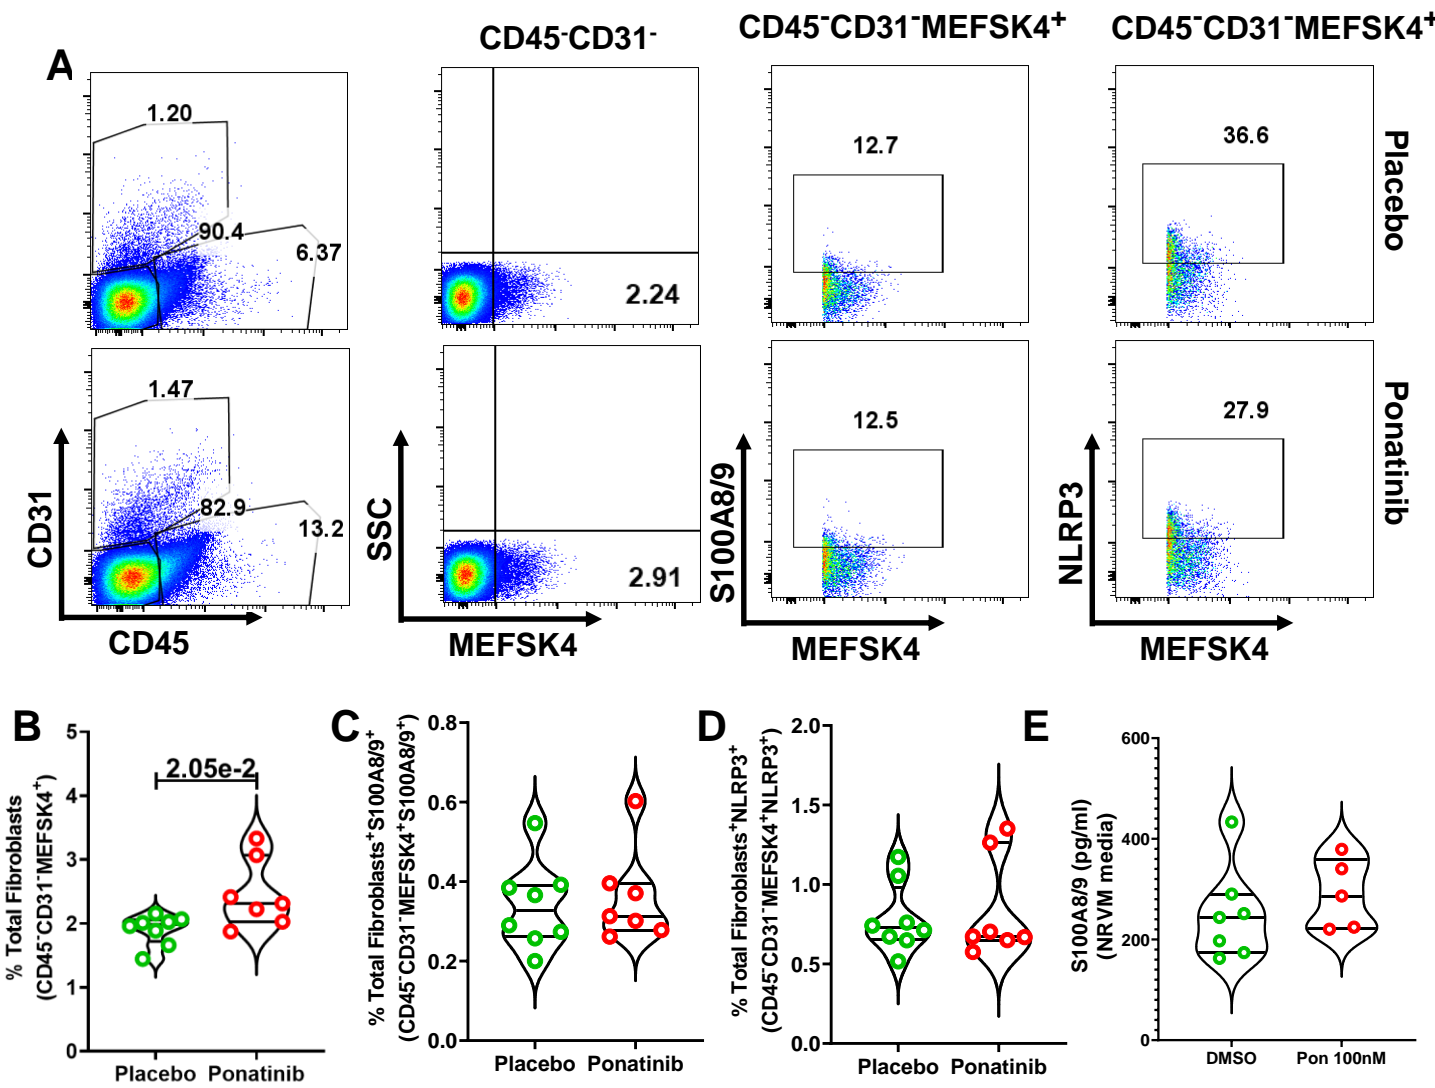 A
CD45⁻CD31⁻
CD45⁻CD31⁻MEFSK4⁺
CD45⁻CD31⁻MEFSK4⁺
1.20
90.4
6.37
2.24
12.7
36.6
Placebo
1.47
82.9
13.2
2.91
12.5
27.9
Ponatinib
CD31
CD45
SSC
MEFSK4
S100A8/9
MEFSK4
NLRP3
MEFSK4
B
% Total Fibroblasts
(CD45⁻CD31⁻MEFSK4⁺)
5
4
3
2
1
0
2.05e-2
Placebo
Ponatinib
C
% Total Fibroblasts⁺S100A8/9⁺
(CD45⁻CD31⁻MEFSK4⁺S100A8/9⁺)
0.8
0.6
0.4
0.2
0.0
Placebo
Ponatinib
D
% Total Fibroblasts⁺NLRP3⁺
(CD45⁻CD31⁻MEFSK4⁺NLRP3⁺)
2.0
1.5
1.0
0.5
0.0
Placebo
Ponatinib
E
S100A8/9 (pg/ml)
(NRVM media)
600
400
200
0
DMSO
Pon 100nM